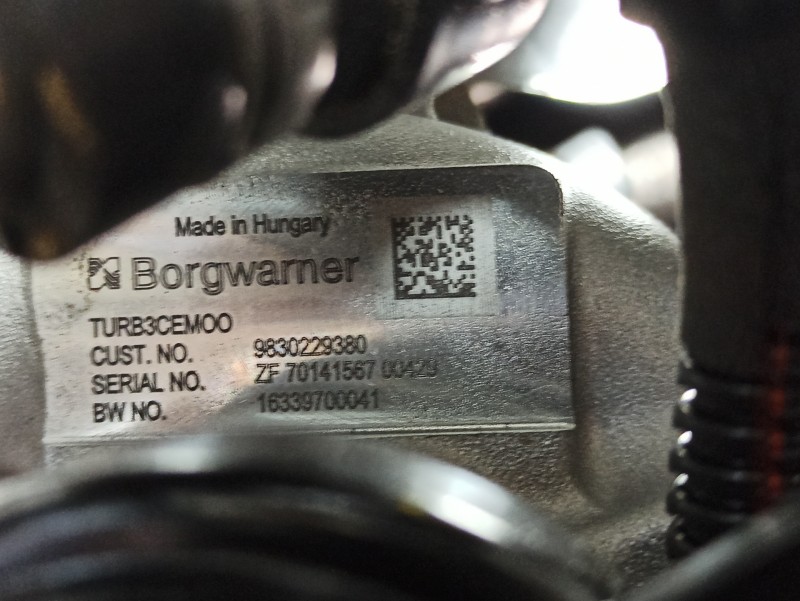 Made in Hungary
Borgwarner
TURB3CEMOO
CUST. NO. 9830229380
SERIAL NO. ZF 70141567
BW NO. 16339700041